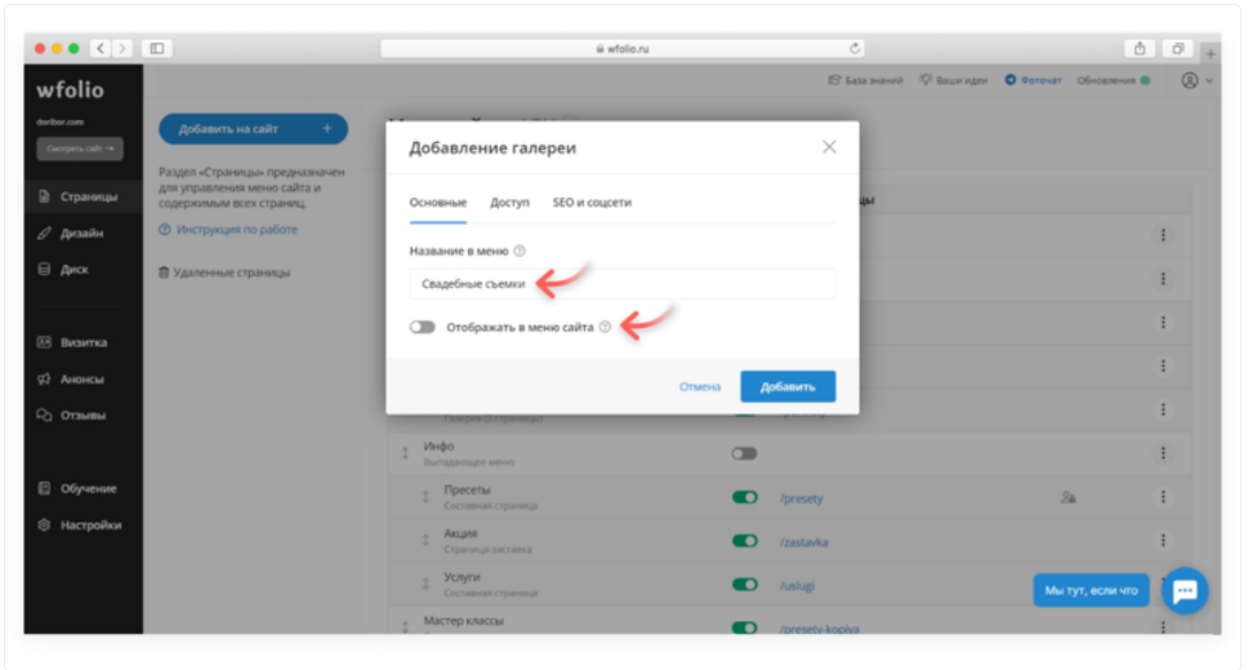 wfolio.ru
wfolio
База знаний
Ваши идеи
Фоточат
Обновления
doribor.com
Смотреть сайт →
Добавить на сайт +
Раздел «Страницы» предназначен
для управления меню сайта и
содержимым всех страниц.
Инструкция по работе
Удаленные страницы
Страницы
Дизайн
Диск
Визитка
Анонсы
Отзывы
Обучение
Настройки
Добавление галереи
Основные
Доступ
SEO и соцсети
Название в меню
Свадебные съемки
Отображать в меню сайта
Отмена
Добавить
Галерея (3 страницы)
Инфо
Выпадающее меню
Пресеты
Составная страница
/presety
Акция
Страница-заставка
/zastavka
Услуги
Составная страница
/uslugi
Мастер классы
/presety-kopiya
Мы тут, если что